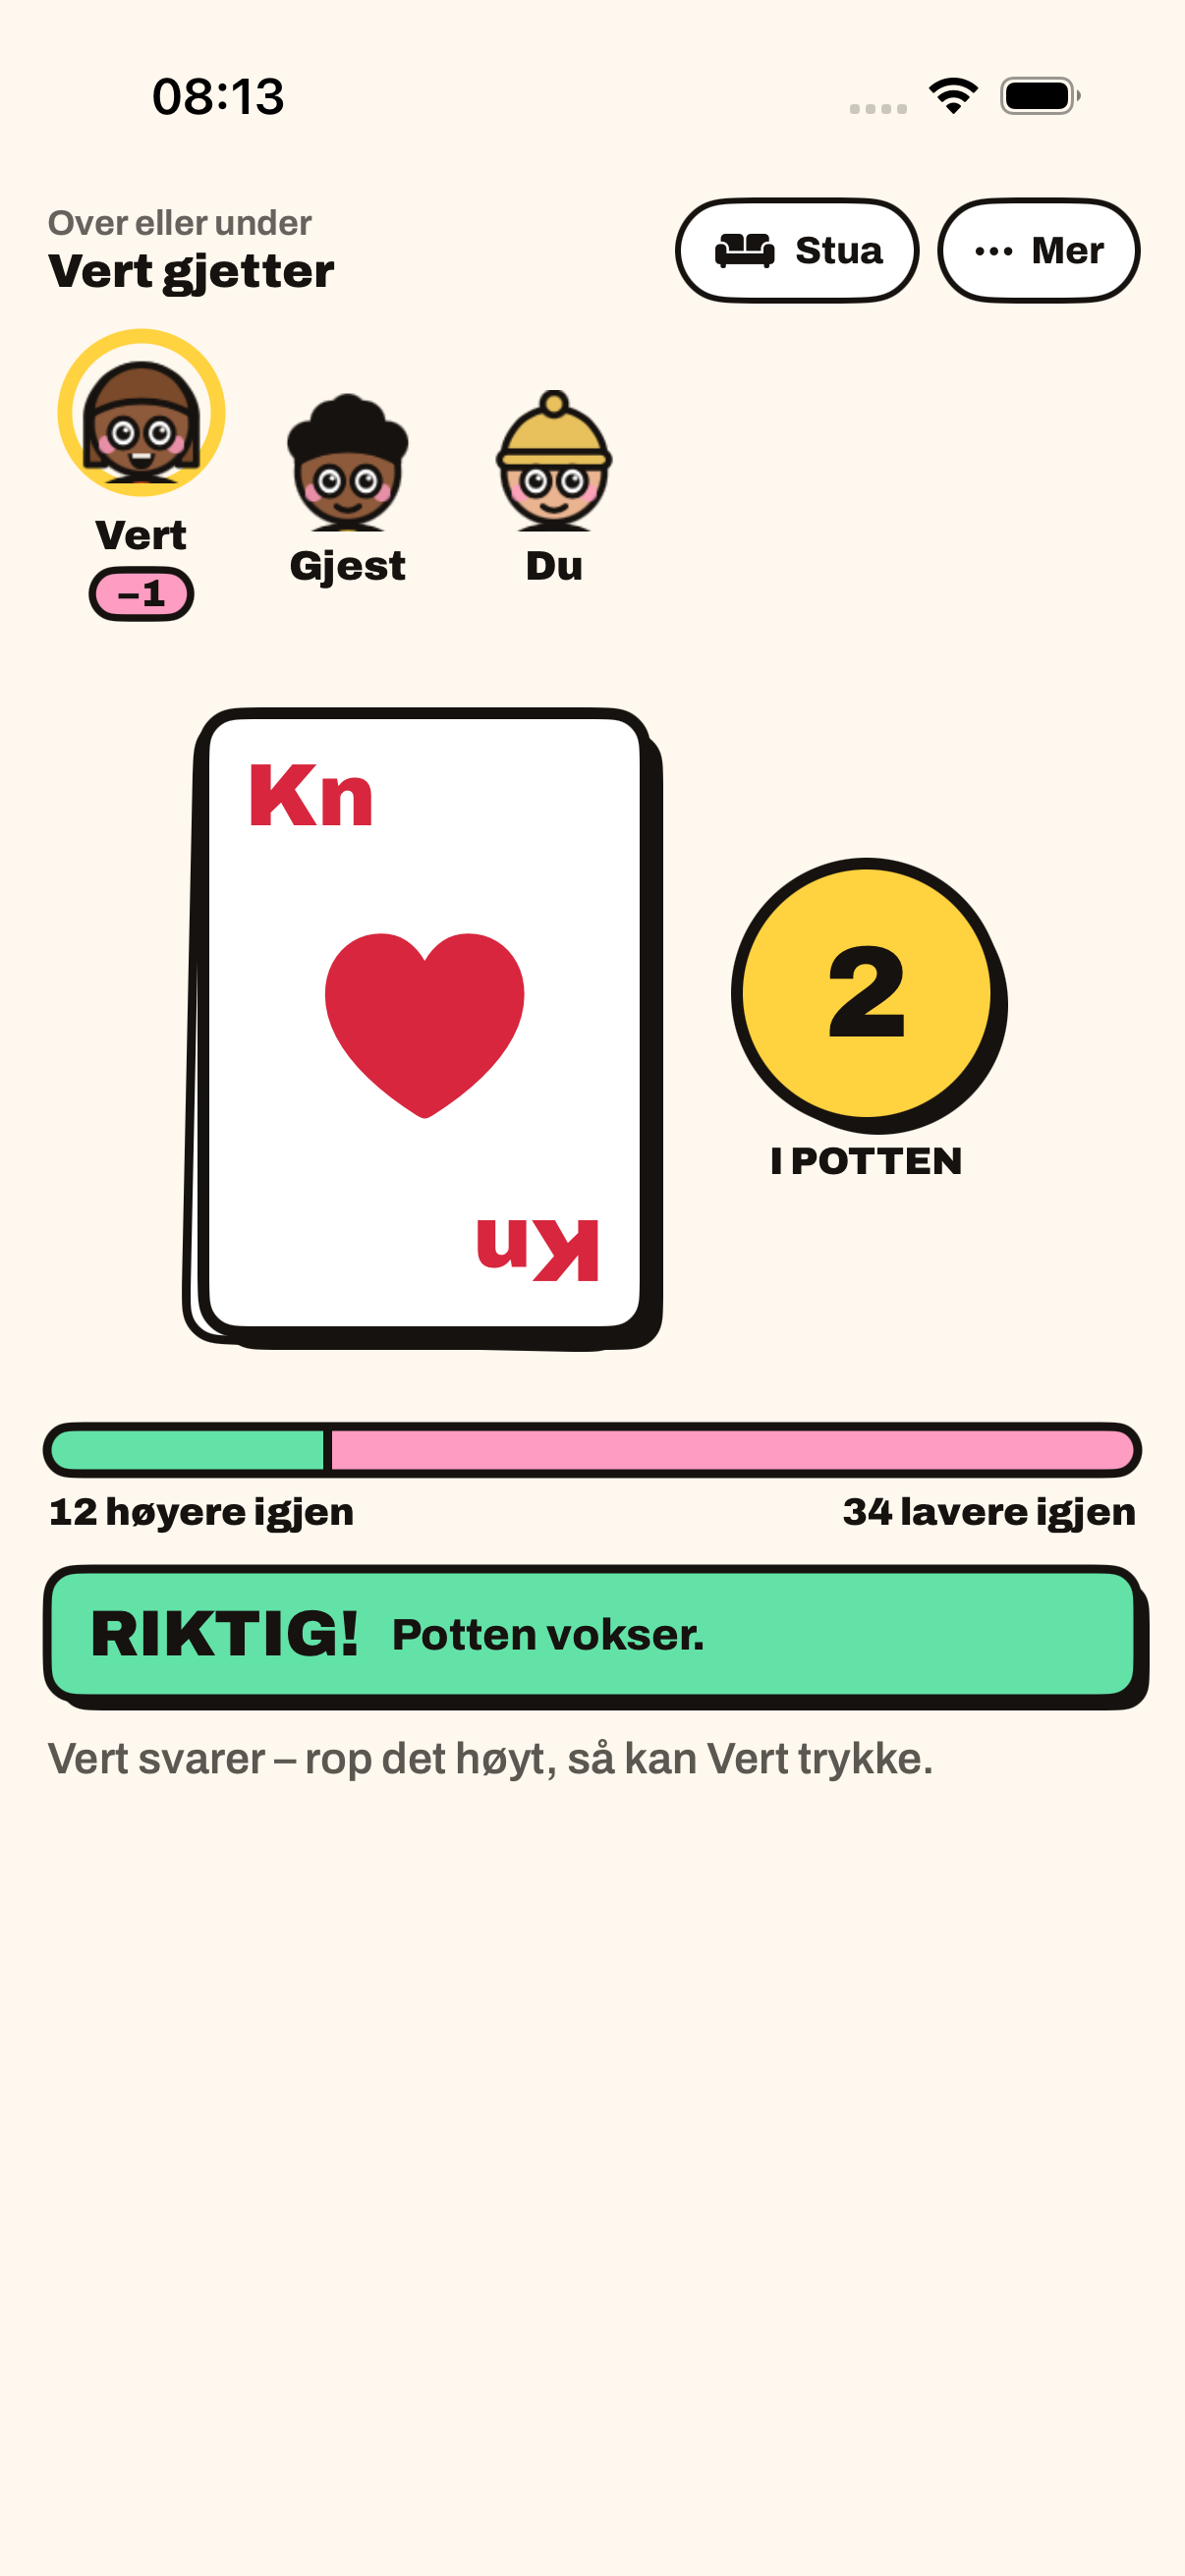 08:13
Over eller under
Vert gjetter
Stua
Mer
Vert
Gjest
Du
–1
Kn
2
I POTTEN
Kn
12 høyere igjen
34 lavere igjen
RIKTIG! Potten vokser.
Vert svarer – rop det høyt, så kan Vert trykke.